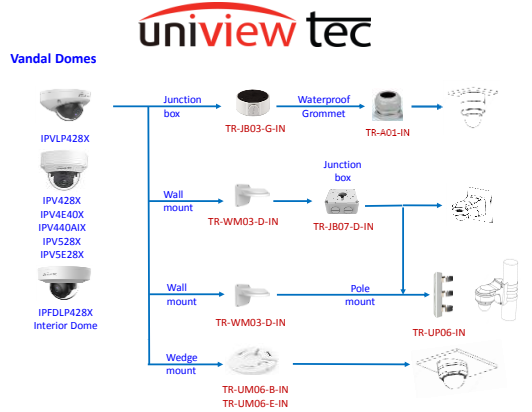 uniview tec
Vandal Domes
IPVLP428X
IPV428X
IPV4E40X
IPV440AIX
IPV528X
IPV5E28X
IPFDLP428X
Interior Dome
Junction
box
TR-JB03-G-IN
Waterproof
Grommet
TR-A01-IN
Wall
mount
TR-WM03-D-IN
Junction
box
TR-JB07-D-IN
Wall
mount
TR-WM03-D-IN
Pole
mount
TR-UP06-IN
Wedge
mount
TR-UM06-B-IN
TR-UM06-E-IN